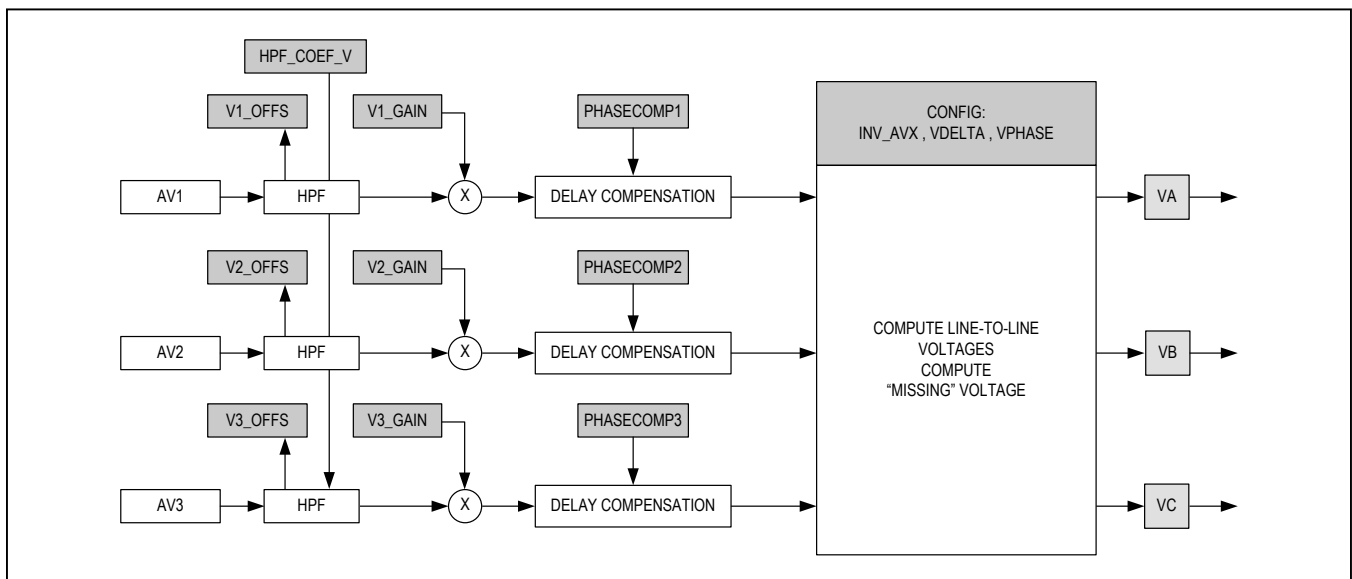 HPF_COEF_V
V1_OFFS
V1_GAIN
PHASECOMP1
CONFIG:
INV_AVX , VDELTA , VPHASE
AV1
HPF
X
DELAY COMPENSATION
VA
V2_OFFS
V2_GAIN
PHASECOMP2
AV2
HPF
X
DELAY COMPENSATION
COMPUTE LINE-TO-LINE
VOLTAGES
COMPUTE
“MISSING” VOLTAGE
VB
V3_OFFS
V3_GAIN
PHASECOMP3
AV3
HPF
X
DELAY COMPENSATION
VC